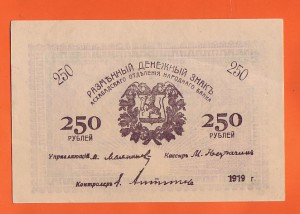 250 250
РАЗМѢННЫЙ ДЕНЕЖНЫЙ ЗНАКЪ
АСХАБАДСКАГО ОТДѢЛЕНІЯ НАРОДНАГО БАНКА
250 250
РУБЛЕЙ РУБЛЕЙ
Управляющій Кассиръ
Контролеръ 1919 г.